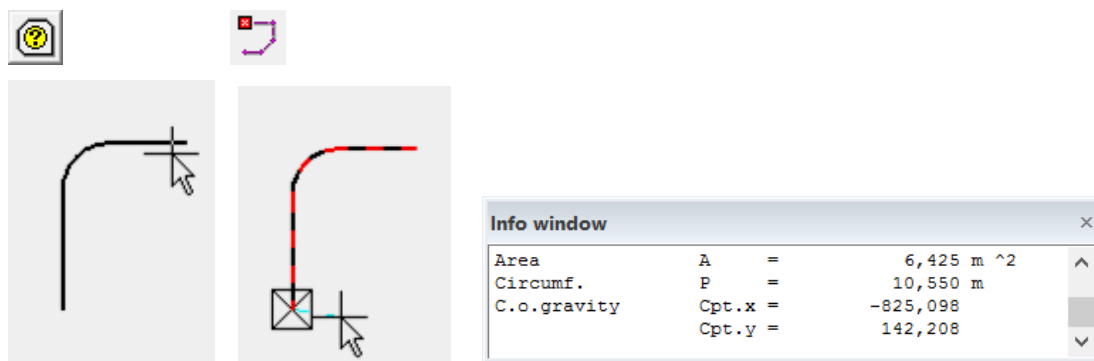 Info window
Area A = 6,425 m ^2
Circumf. P = 10,550 m
C.o.gravity Cpt.x = -825,098
Cpt.y = 142,208